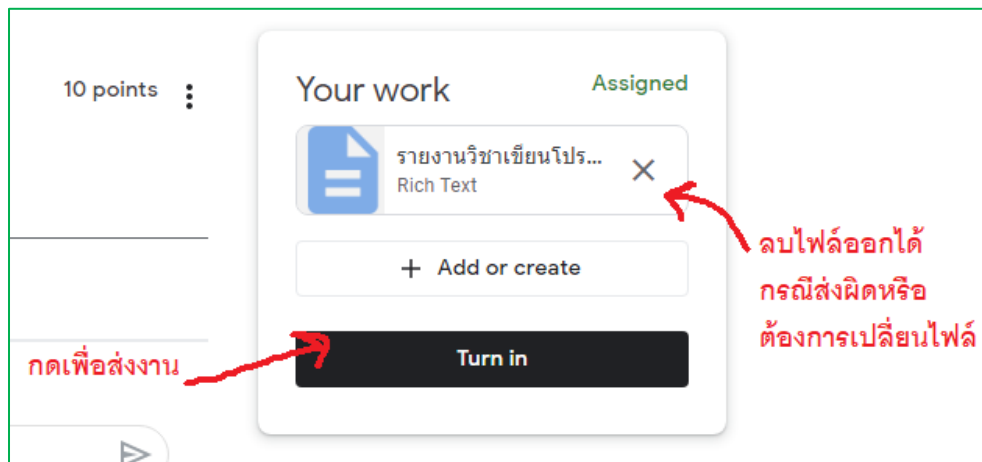 10 points
Your work
Assigned
รายงานวิชาเขียนโปร...
Rich Text
+ Add or create
Turn in
ลบไฟล์ออกได้
กรณีส่งผิดหรือ
ต้องการเปลี่ยนไฟล์
กดเพื่อส่งงาน